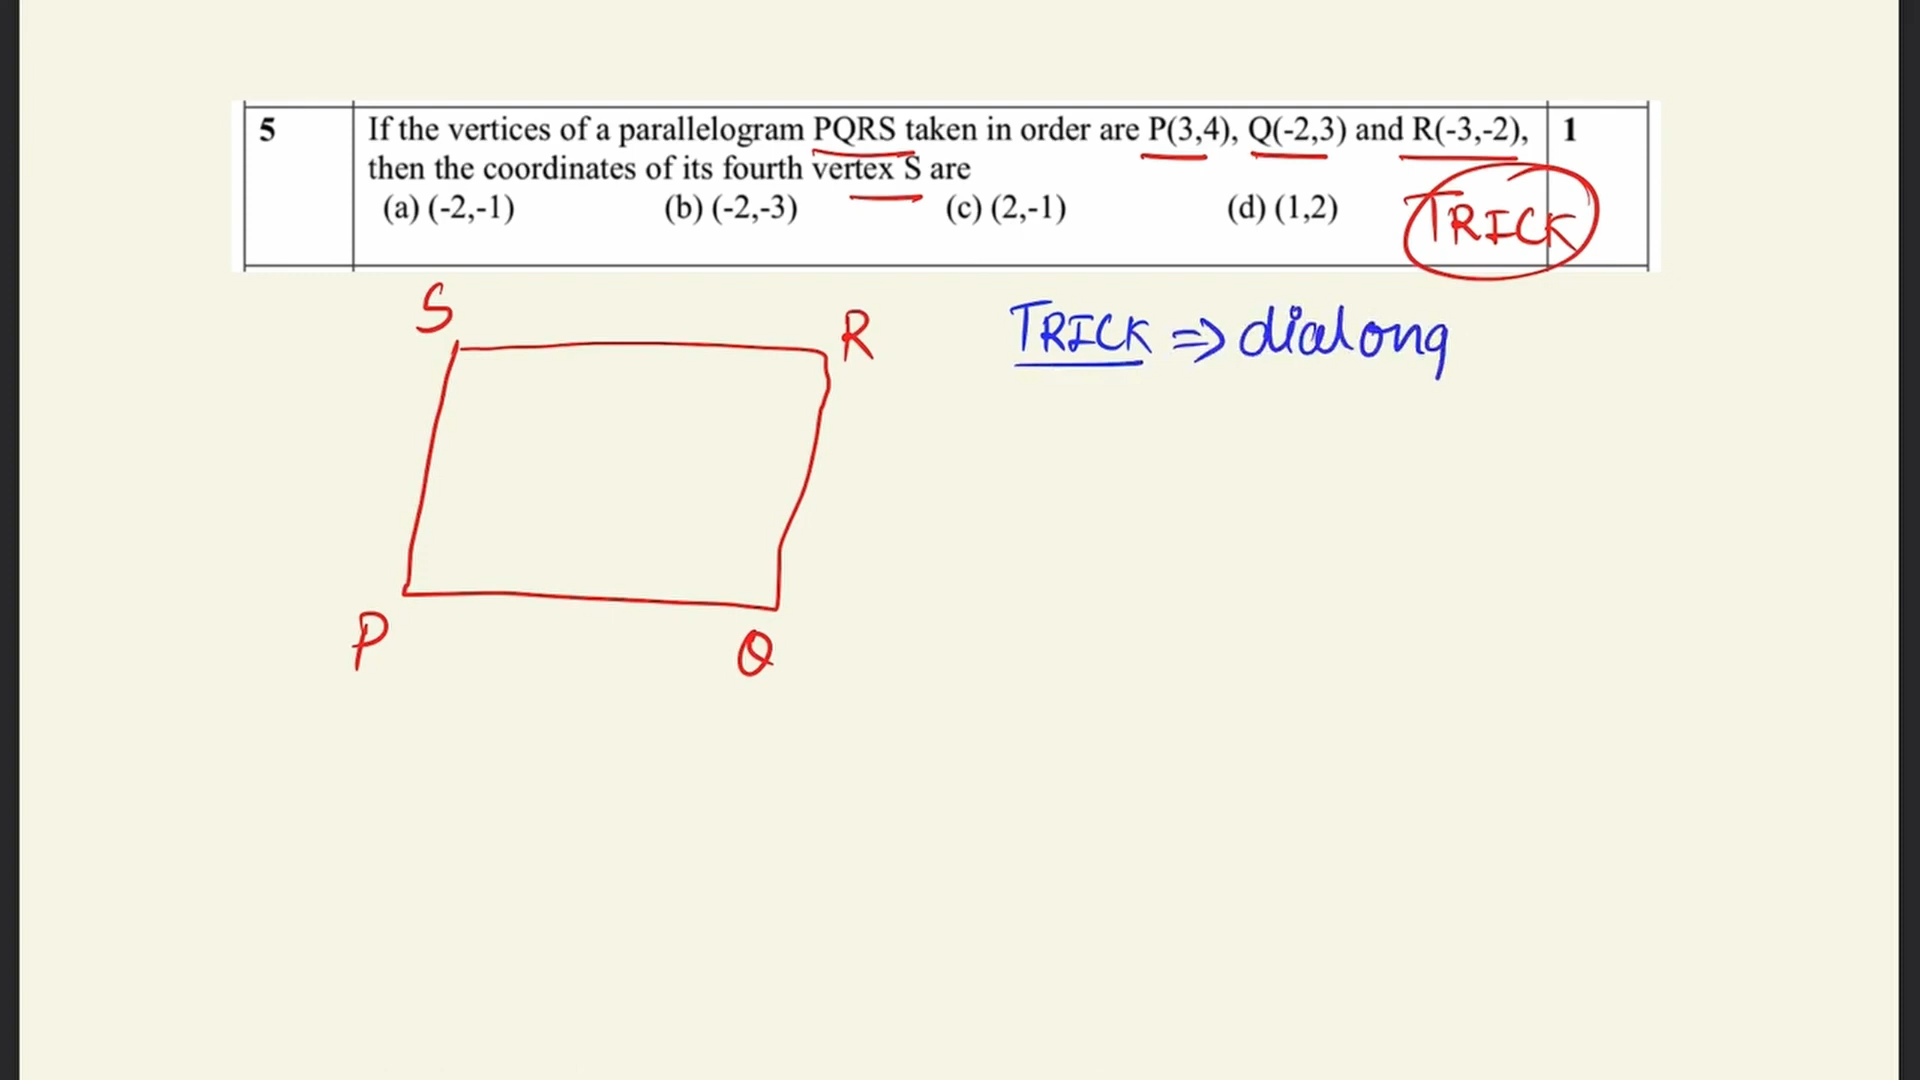 5 If the vertices of a parallelogram PQRS taken in order are P(3,4), Q(-2,3) and R(-3,-2), 1
then the coordinates of its fourth vertex S are
(a) (-2,-1) (b) (-2,-3) (c) (2,-1) (d) (1,2) TRICK
S R
TRICK => dialong
P Q